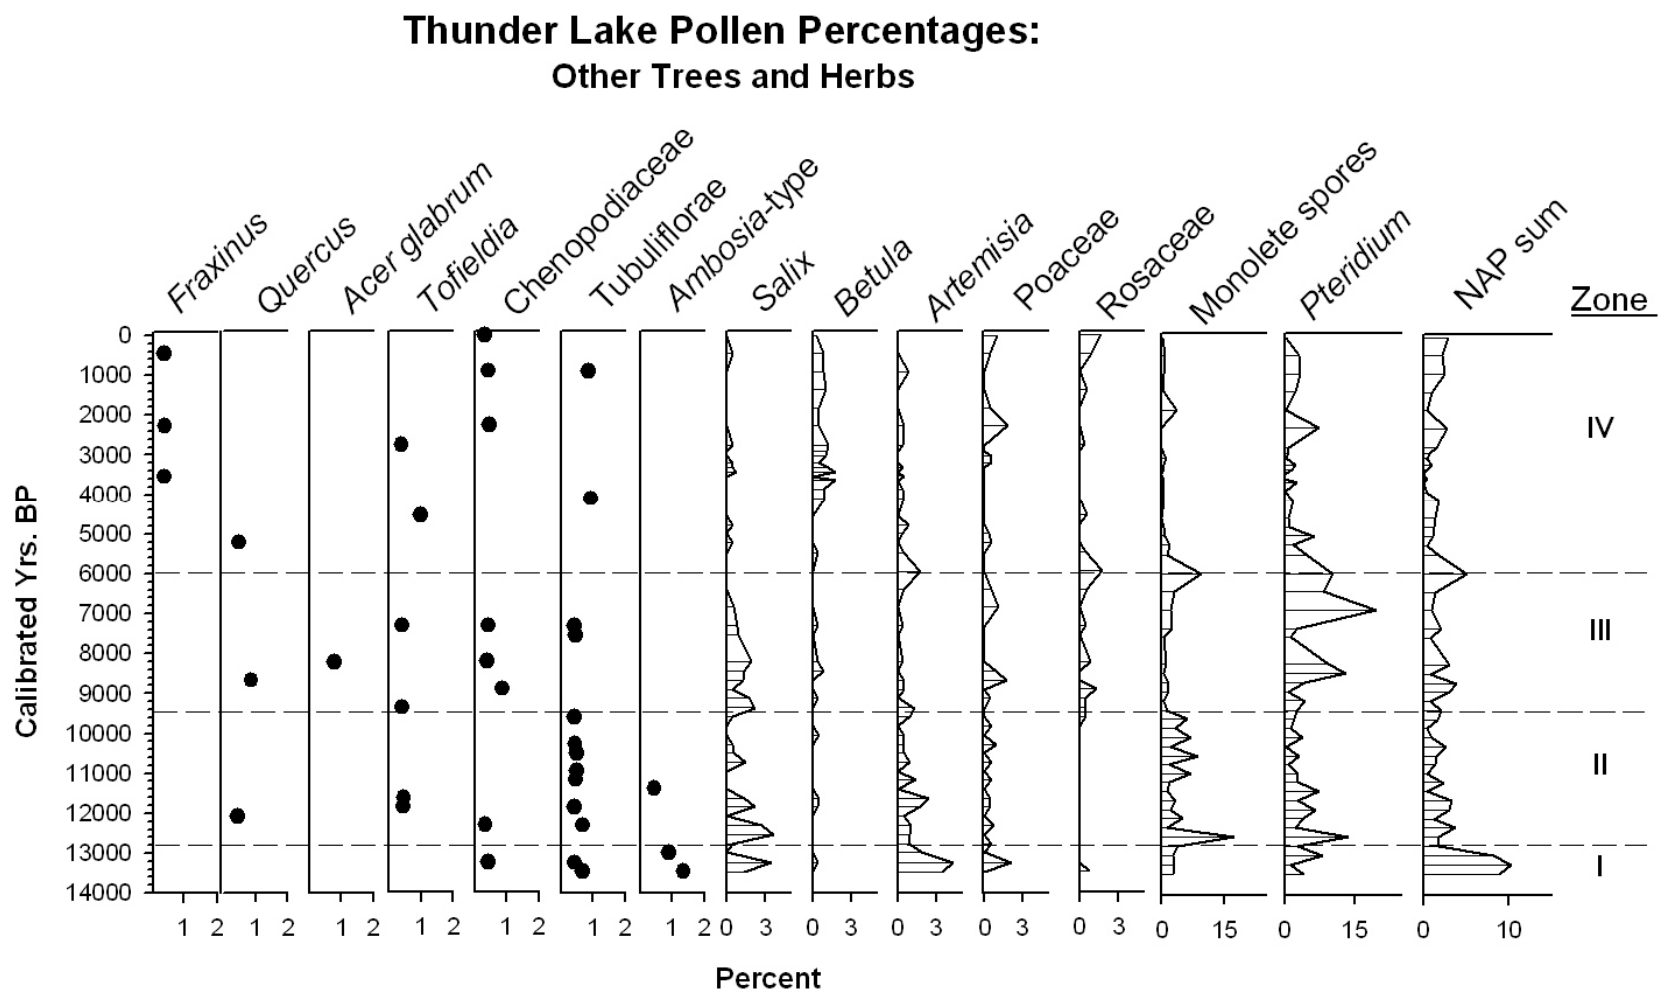 Thunder Lake Pollen Percentages:
Other Trees and Herbs
Fraxinus
Quercus
Acer glabrum
Tofieldia
Chenopodiaceae
Tubuliflorae
Ambosia-type
Salix
Betula
Artemisia
Poaceae
Rosaceae
Monolete spores
Pteridium
NAP sum
Zone
Calibrated Yrs. BP
0
1000
2000
3000
4000
5000
6000
7000
8000
9000
10000
11000
12000
13000
14000
IV
III
II
I
1 2 1 2 1 2 1 2 1 2 1 2 1 2 0 3 0 3 0 3 0 3 0 3 0 15 0 15 0 10
Percent